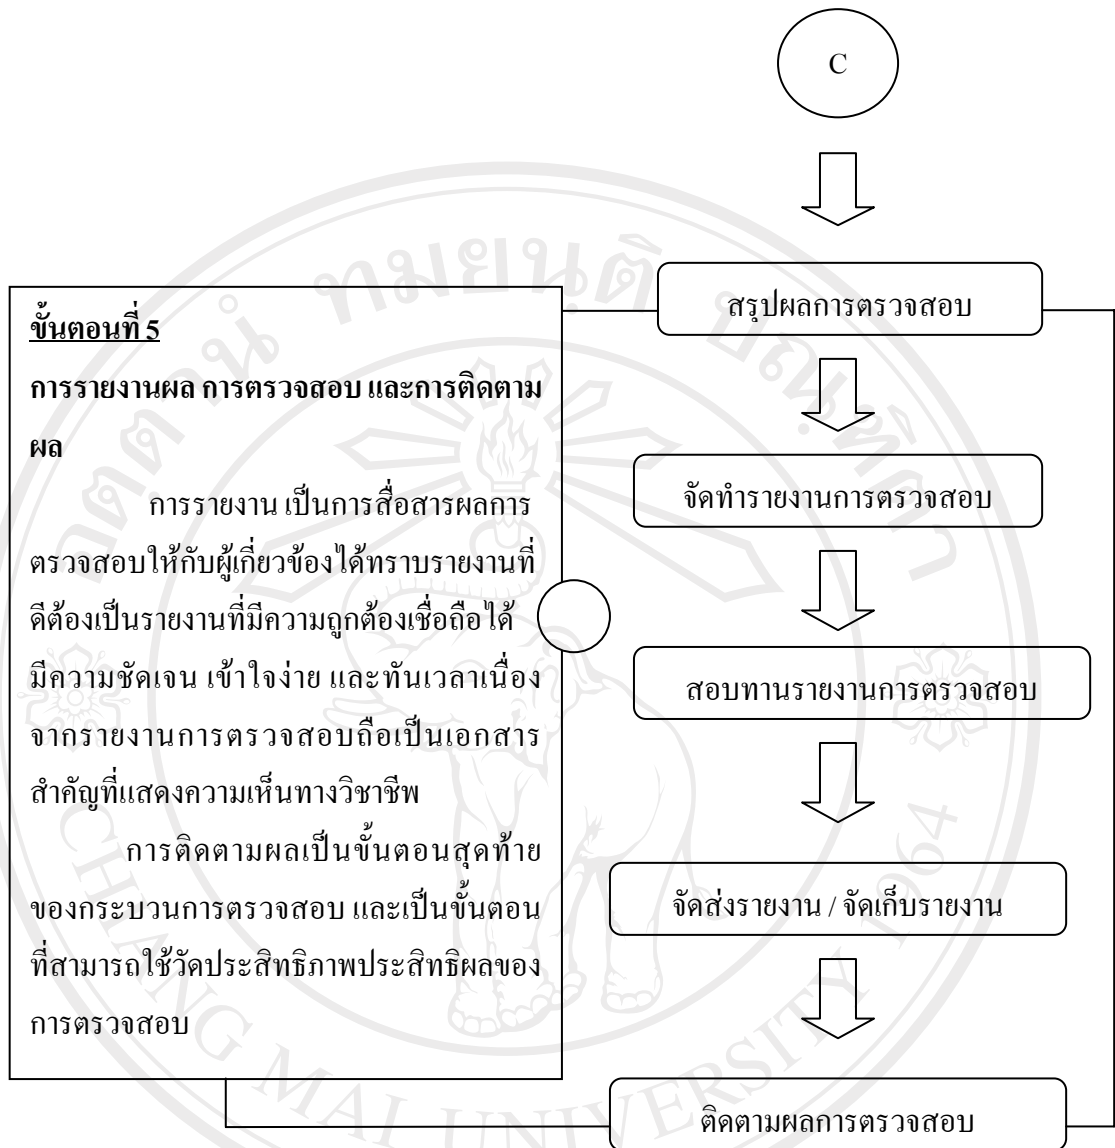 C
สรุปผลการตรวจสอบ
จัดทำรายงานการตรวจสอบ
สอบทานรายงานการตรวจสอบ
จัดส่งรายงาน / จัดเก็บรายงาน
ติดตามผลการตรวจสอบ
ขั้นตอนที่ 5
การรายงานผล การตรวจสอบ และการติดตาม
ผล
การรายงาน เป็นการสื่อสารผลการ
ตรวจสอบให้กับผู้เกี่ยวข้องได้ทราบรายงานที่
ดีต้องเป็นรายงานที่มีความถูกต้องเชื่อถือได้
มีความชัดเจน เข้าใจง่าย และทันเวลาเนื่อง
จากรายงานการตรวจสอบถือเป็นเอกสาร
สำคัญที่แสดงความเห็นทางวิชาชีพ
การติดตามผลเป็นขั้นตอนสุดท้าย
ของกระบวนการตรวจสอบ และเป็นขั้นตอน
ที่สามารถใช้วัดประสิทธิภาพประสิทธิผลของ
การตรวจสอบ
อตฺตานํ ทมยนฺติ ปณฺฑิตา
CHIANG MAI UNIVERSITY 1964